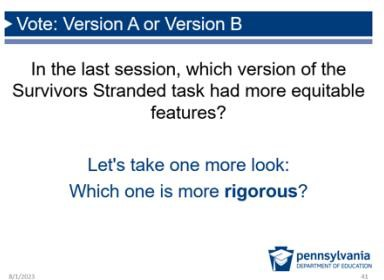 Vote: Version A or Version B
In the last session, which version of the
Survivors Stranded task had more equitable
features?
Let's take one more look:
Which one is more rigorous?
pennsylvania
DEPARTMENT OF EDUCATION
8/1/2023
41